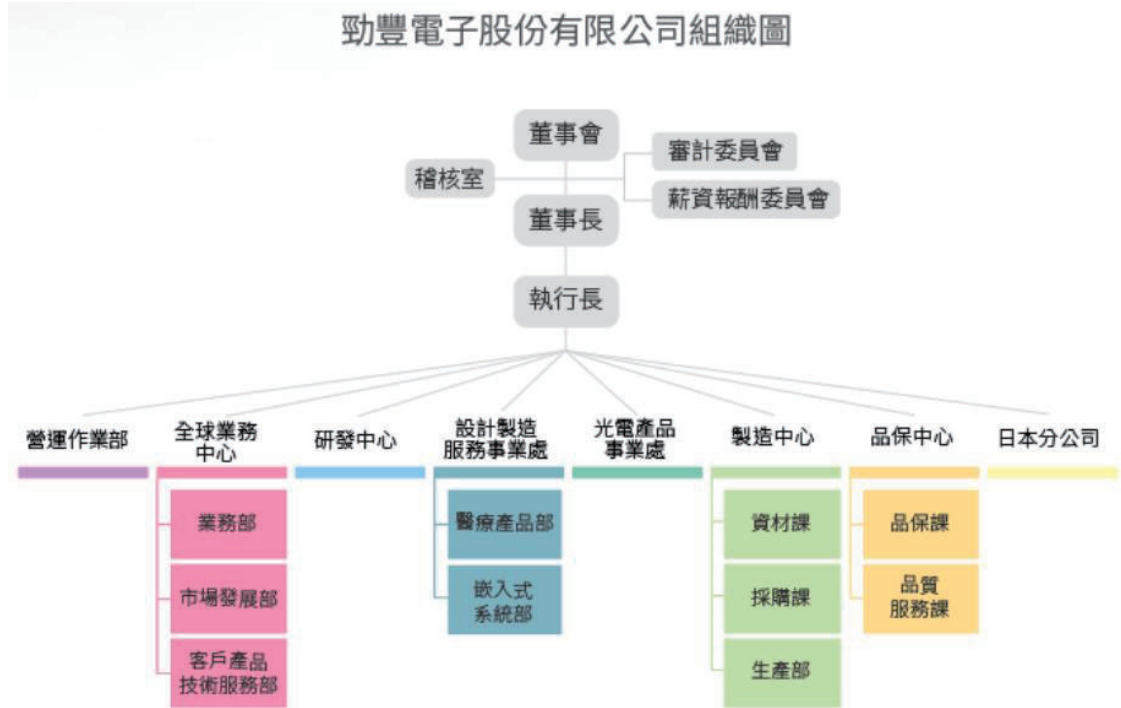 勁豐電子股份有限公司組織圖
董事會
審計委員會
稽核室
薪資報酬委員會
董事長
執行長
營運作業部
全球業務
中心
研發中心
設計製造
服務事業處
光電產品
事業處
製造中心
品保中心
日本分公司
業務部
醫療產品部
資材課
品保課
市場發展部
嵌入式
系統部
採購課
品質
服務課
客戶產品
技術服務部
生產部